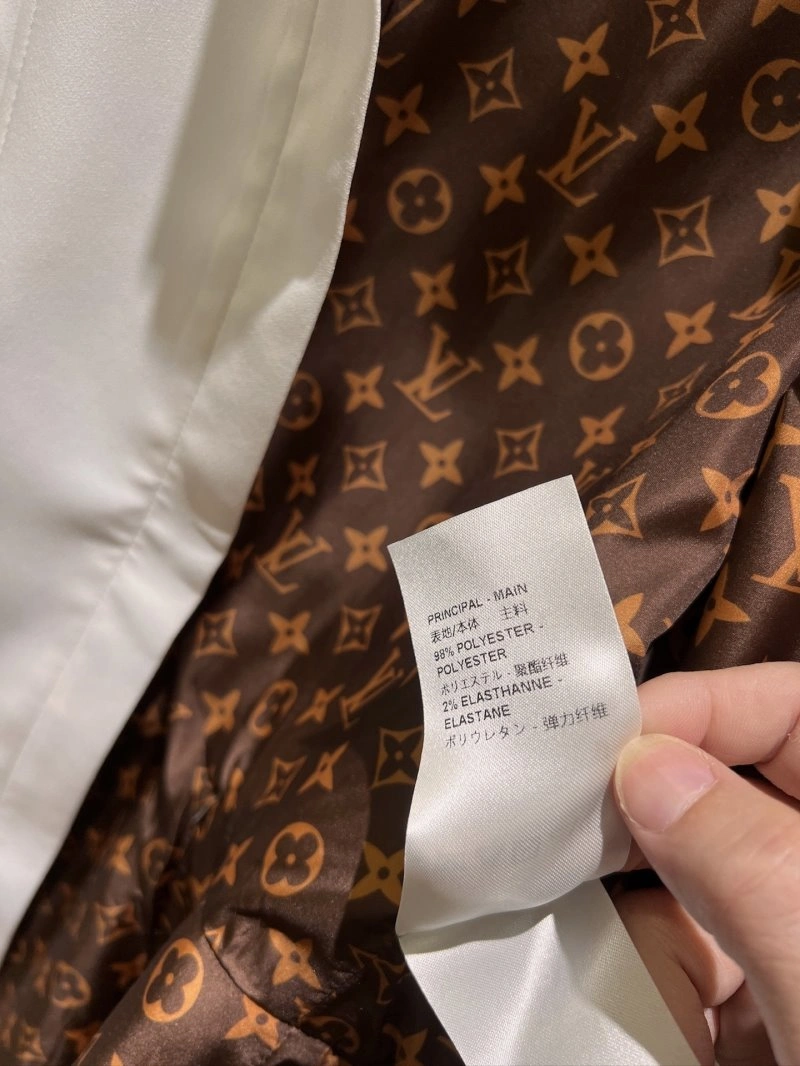 PRINCIPAL - MAIN
表地/本体 主料
98% POLYESTER -
POLYESTER
ポリエステル - 聚酯纤维
2% ELASTHANNE -
ELASTANE
ポリウレタン - 弹力纤维